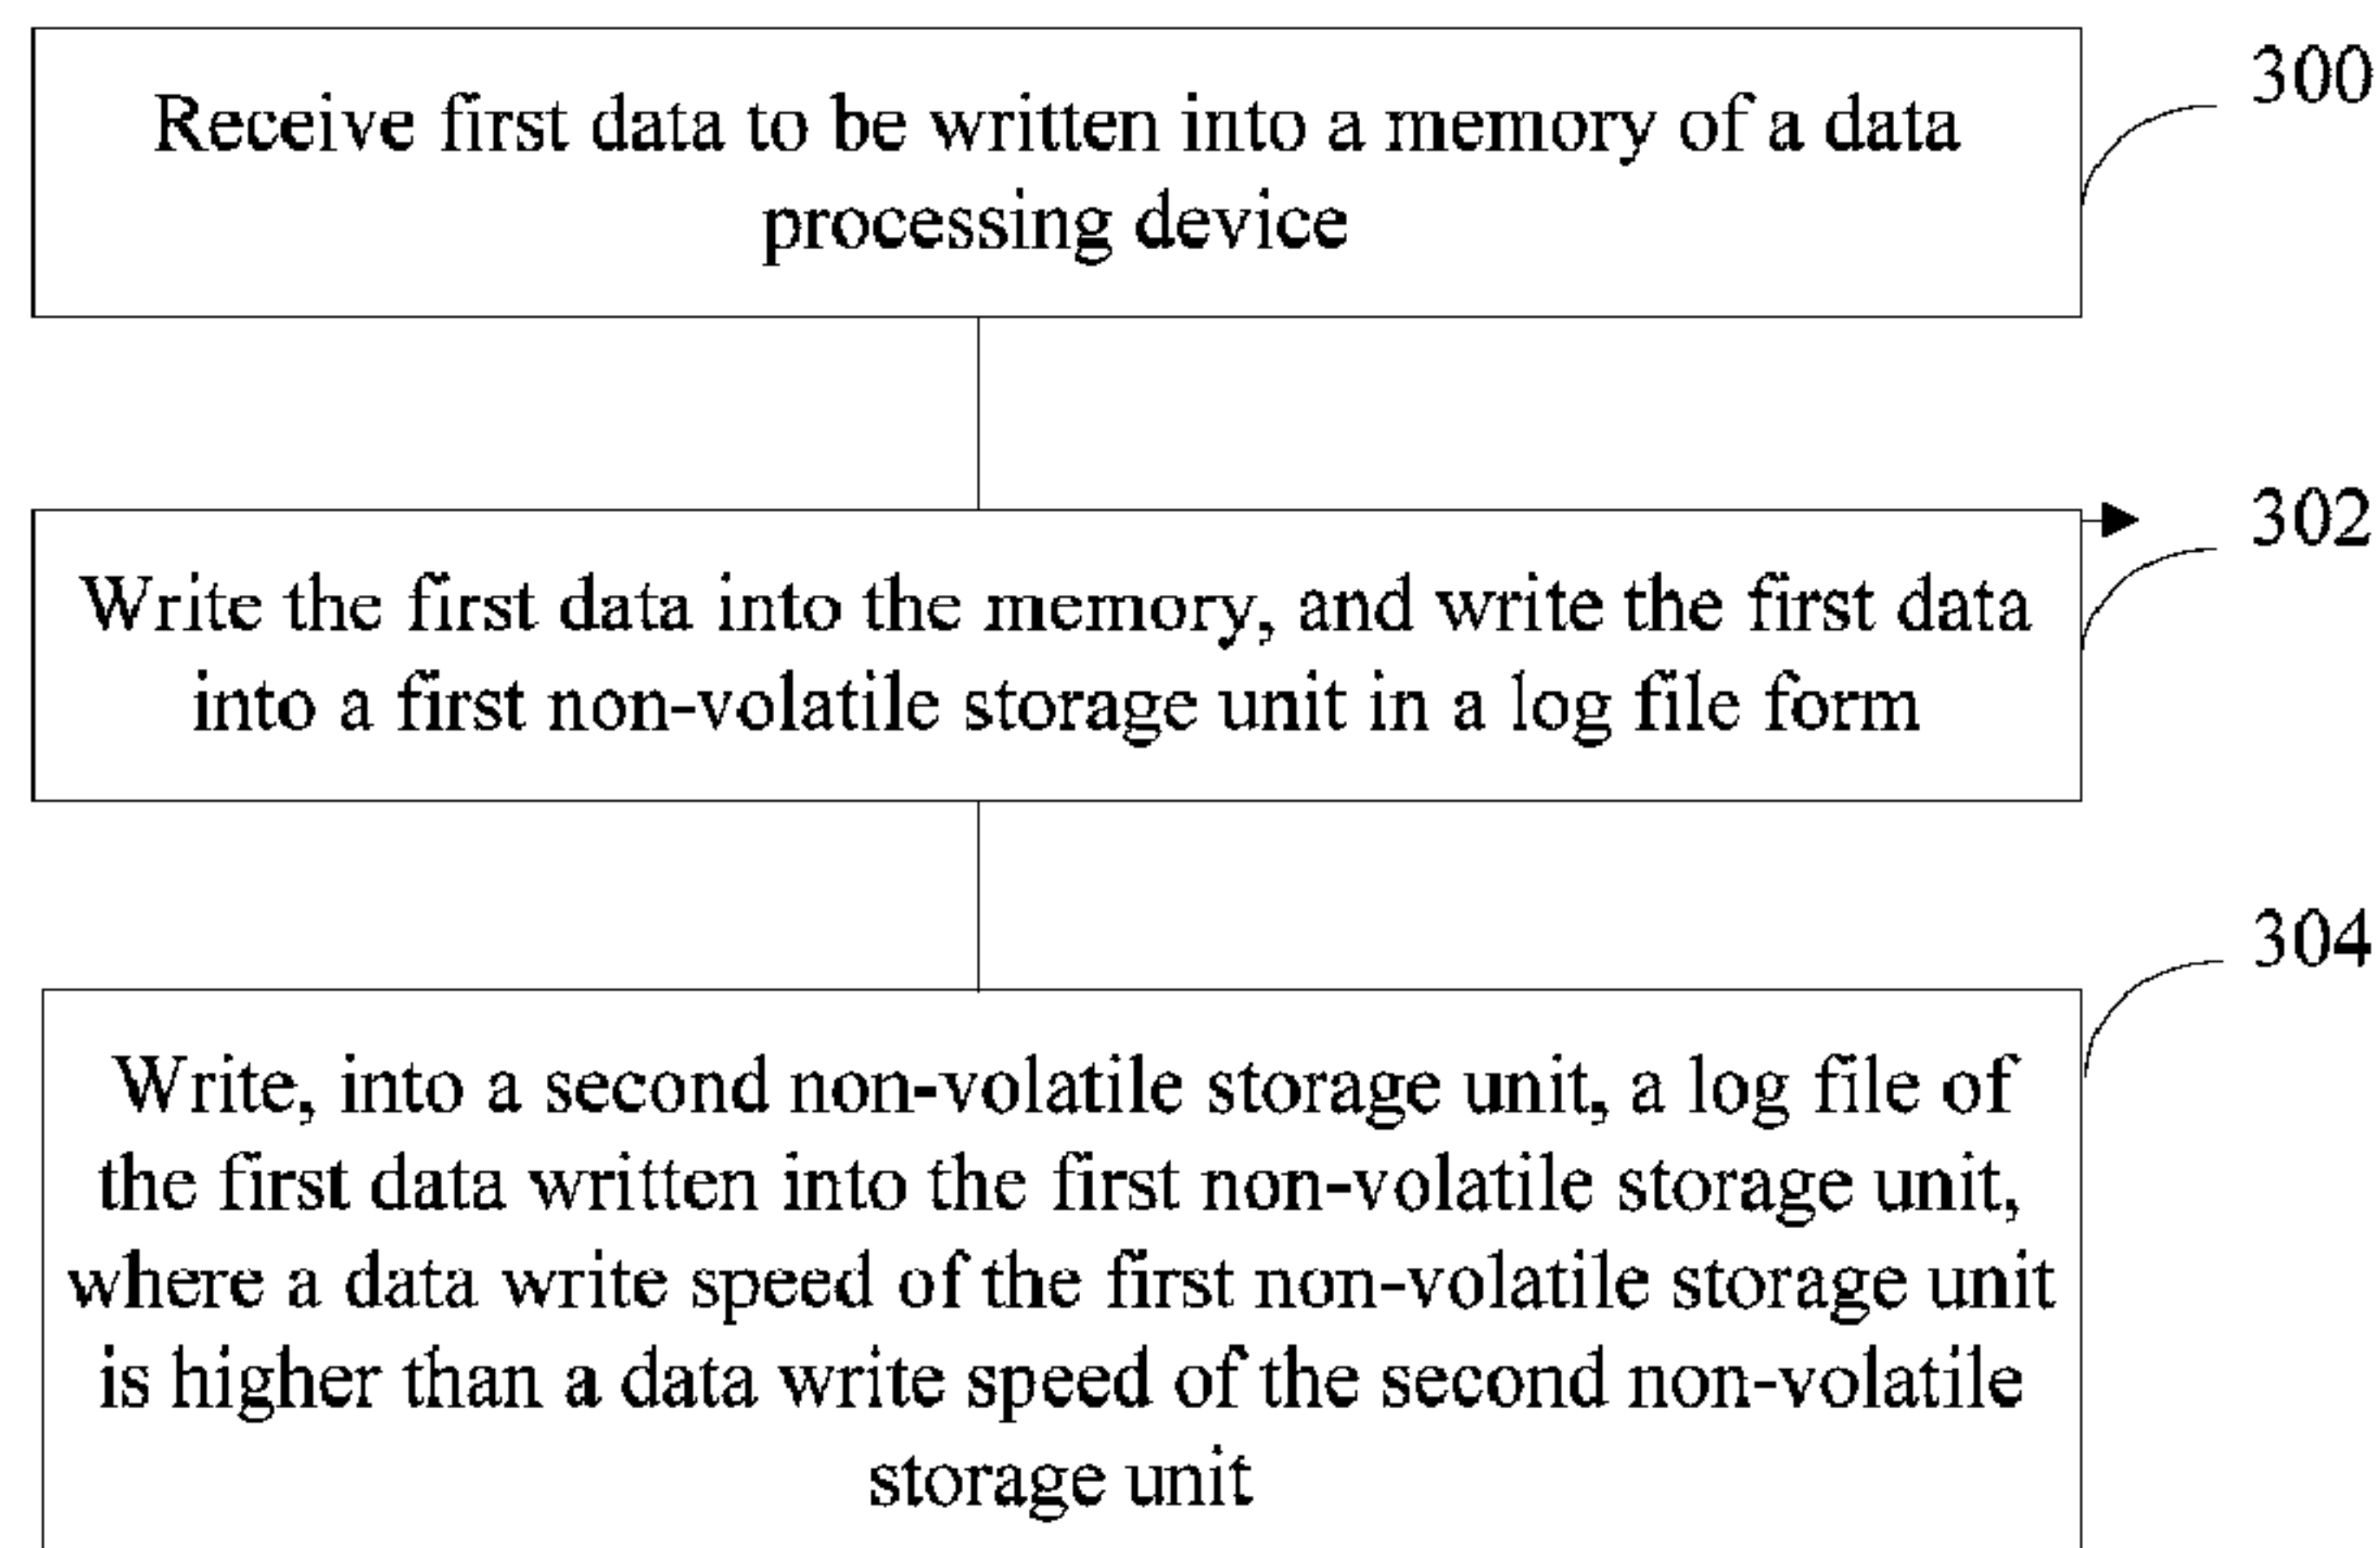 300
Receive first data to be written into a memory of a data
processing device
302
Write the first data into the memory, and write the first data
into a first non-volatile storage unit in a log file form
304
Write, into a second non-volatile storage unit, a log file of
the first data written into the first non-volatile storage unit,
where a data write speed of the first non-volatile storage unit
is higher than a data write speed of the second non-volatile
storage unit